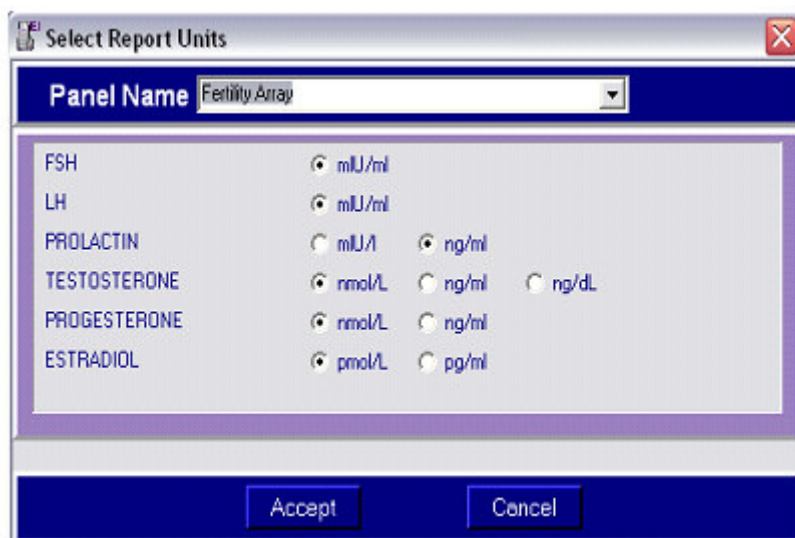 Select Report Units
Panel Name Fertility Array
FSH mIU/ml
LH mIU/ml
PROLACTIN mIU/l ng/ml
TESTOSTERONE nmol/L ng/ml ng/dL
PROGESTERONE nmol/L ng/ml
ESTRADIOL pmol/L pg/ml
Accept Cancel